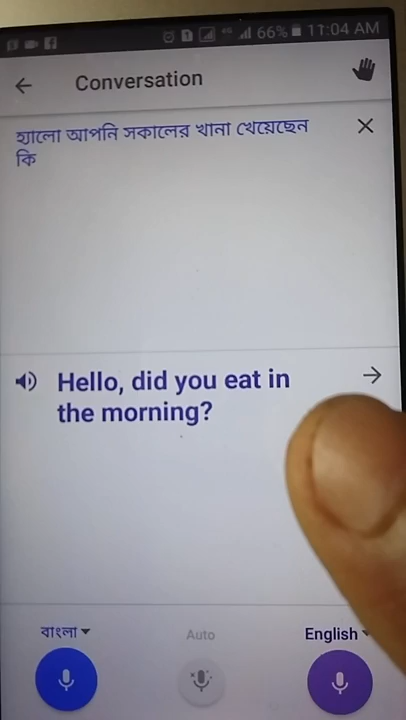 66% 11:04 AM
Conversation
হ্যালো আপনি সকালের খানা খেয়েছেন
কি
Hello, did you eat in
the morning?
বাংলা Auto English